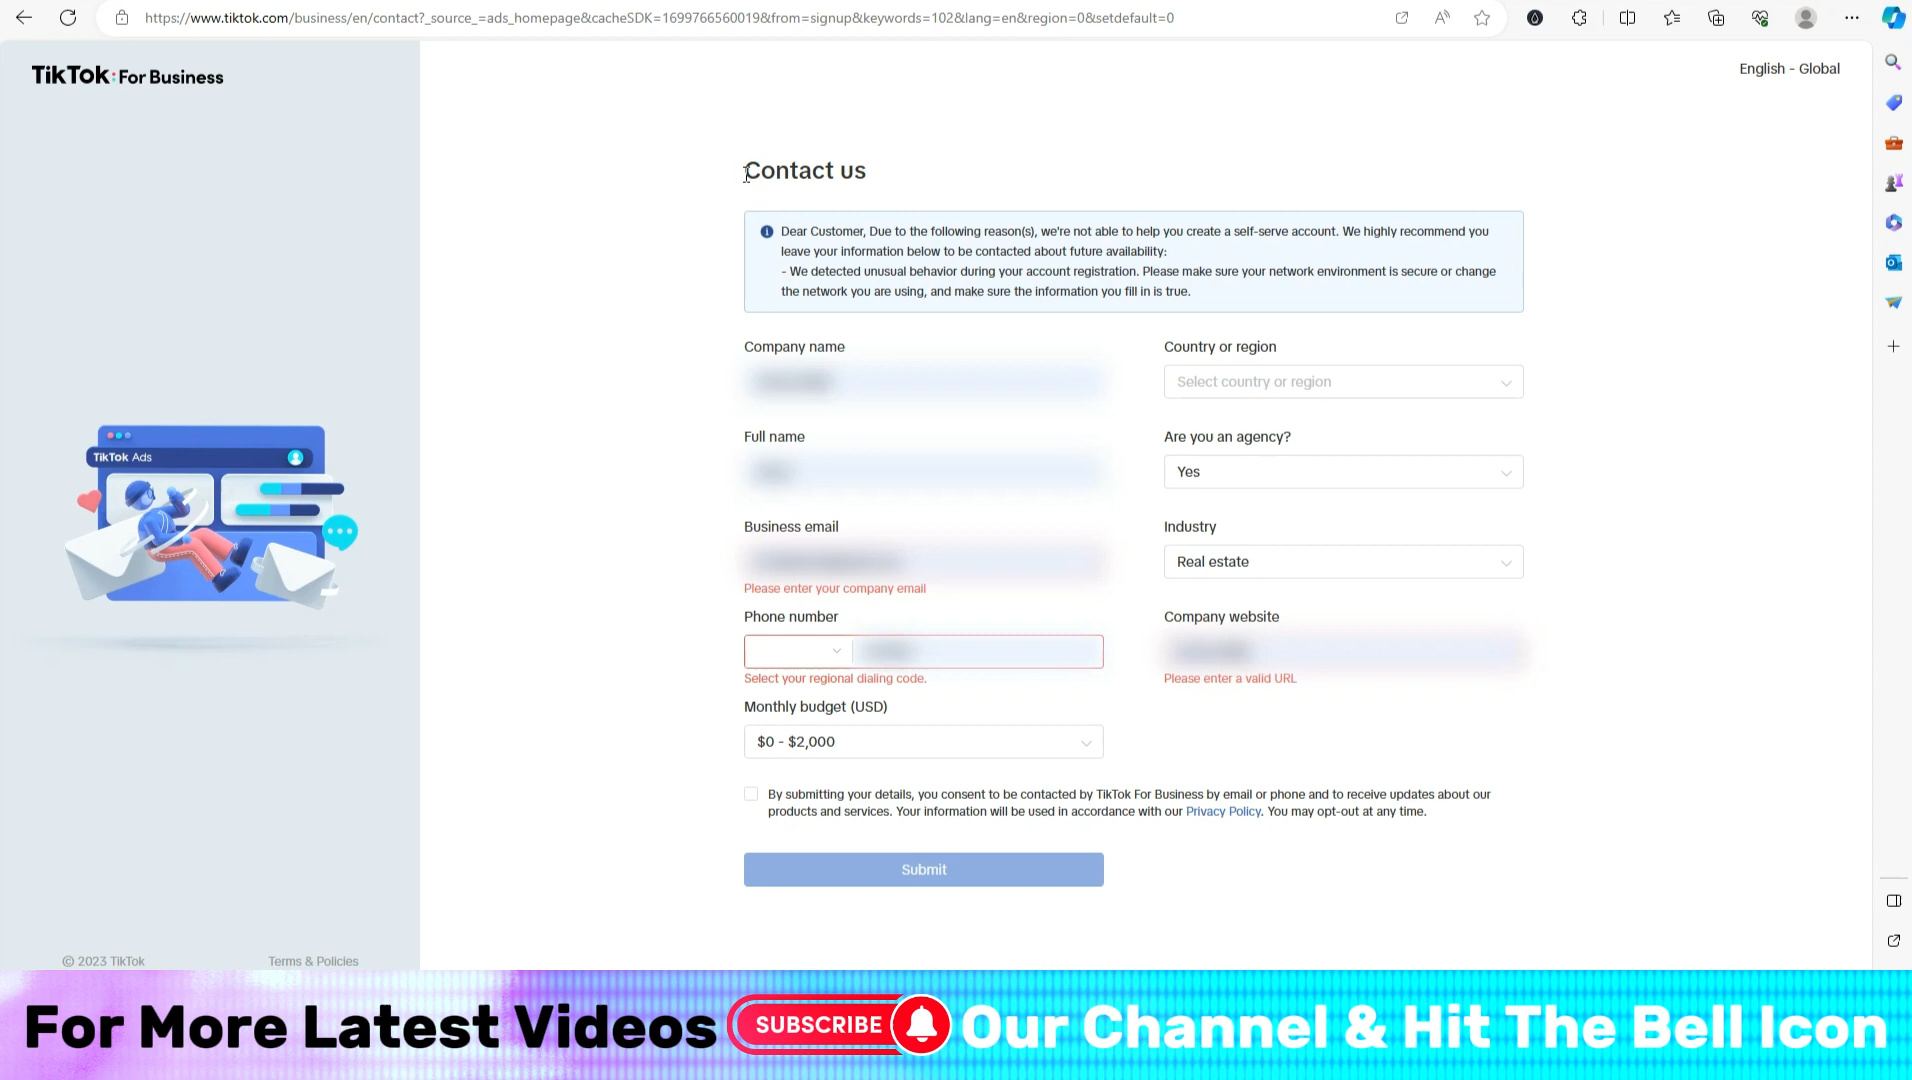 https://www.tiktok.com/business/en/contact?_source_=ads_homepage&cacheSDK=1699766560019&from=signup&keywords=102&lang=en&region=0&setdefault=0
TikTok: For Business
English - Global
Contact us
Dear Customer, Due to the following reason(s), we're not able to help you create a self-serve account. We highly recommend you
leave your information below to be contacted about future availability:
- We detected unusual behavior during your account registration. Please make sure your network environment is secure or change
the network you are using, and make sure the information you fill in is true.
Company name
Country or region
Select country or region
Full name
Are you an agency?
Yes
Business email
Please enter your company email
Industry
Real estate
Phone number
Select your regional dialing code.
Company website
Please enter a valid URL
Monthly budget (USD)
$0 - $2,000
By submitting your details, you consent to be contacted by TikTok For Business by email or phone and to receive updates about our
products and services. Your information will be used in accordance with our Privacy Policy. You may opt-out at any time.
Submit
TikTok Ads
© 2023 TikTok
Terms & Policies
For More Latest Videos SUBSCRIBE Our Channel & Hit The Bell Icon